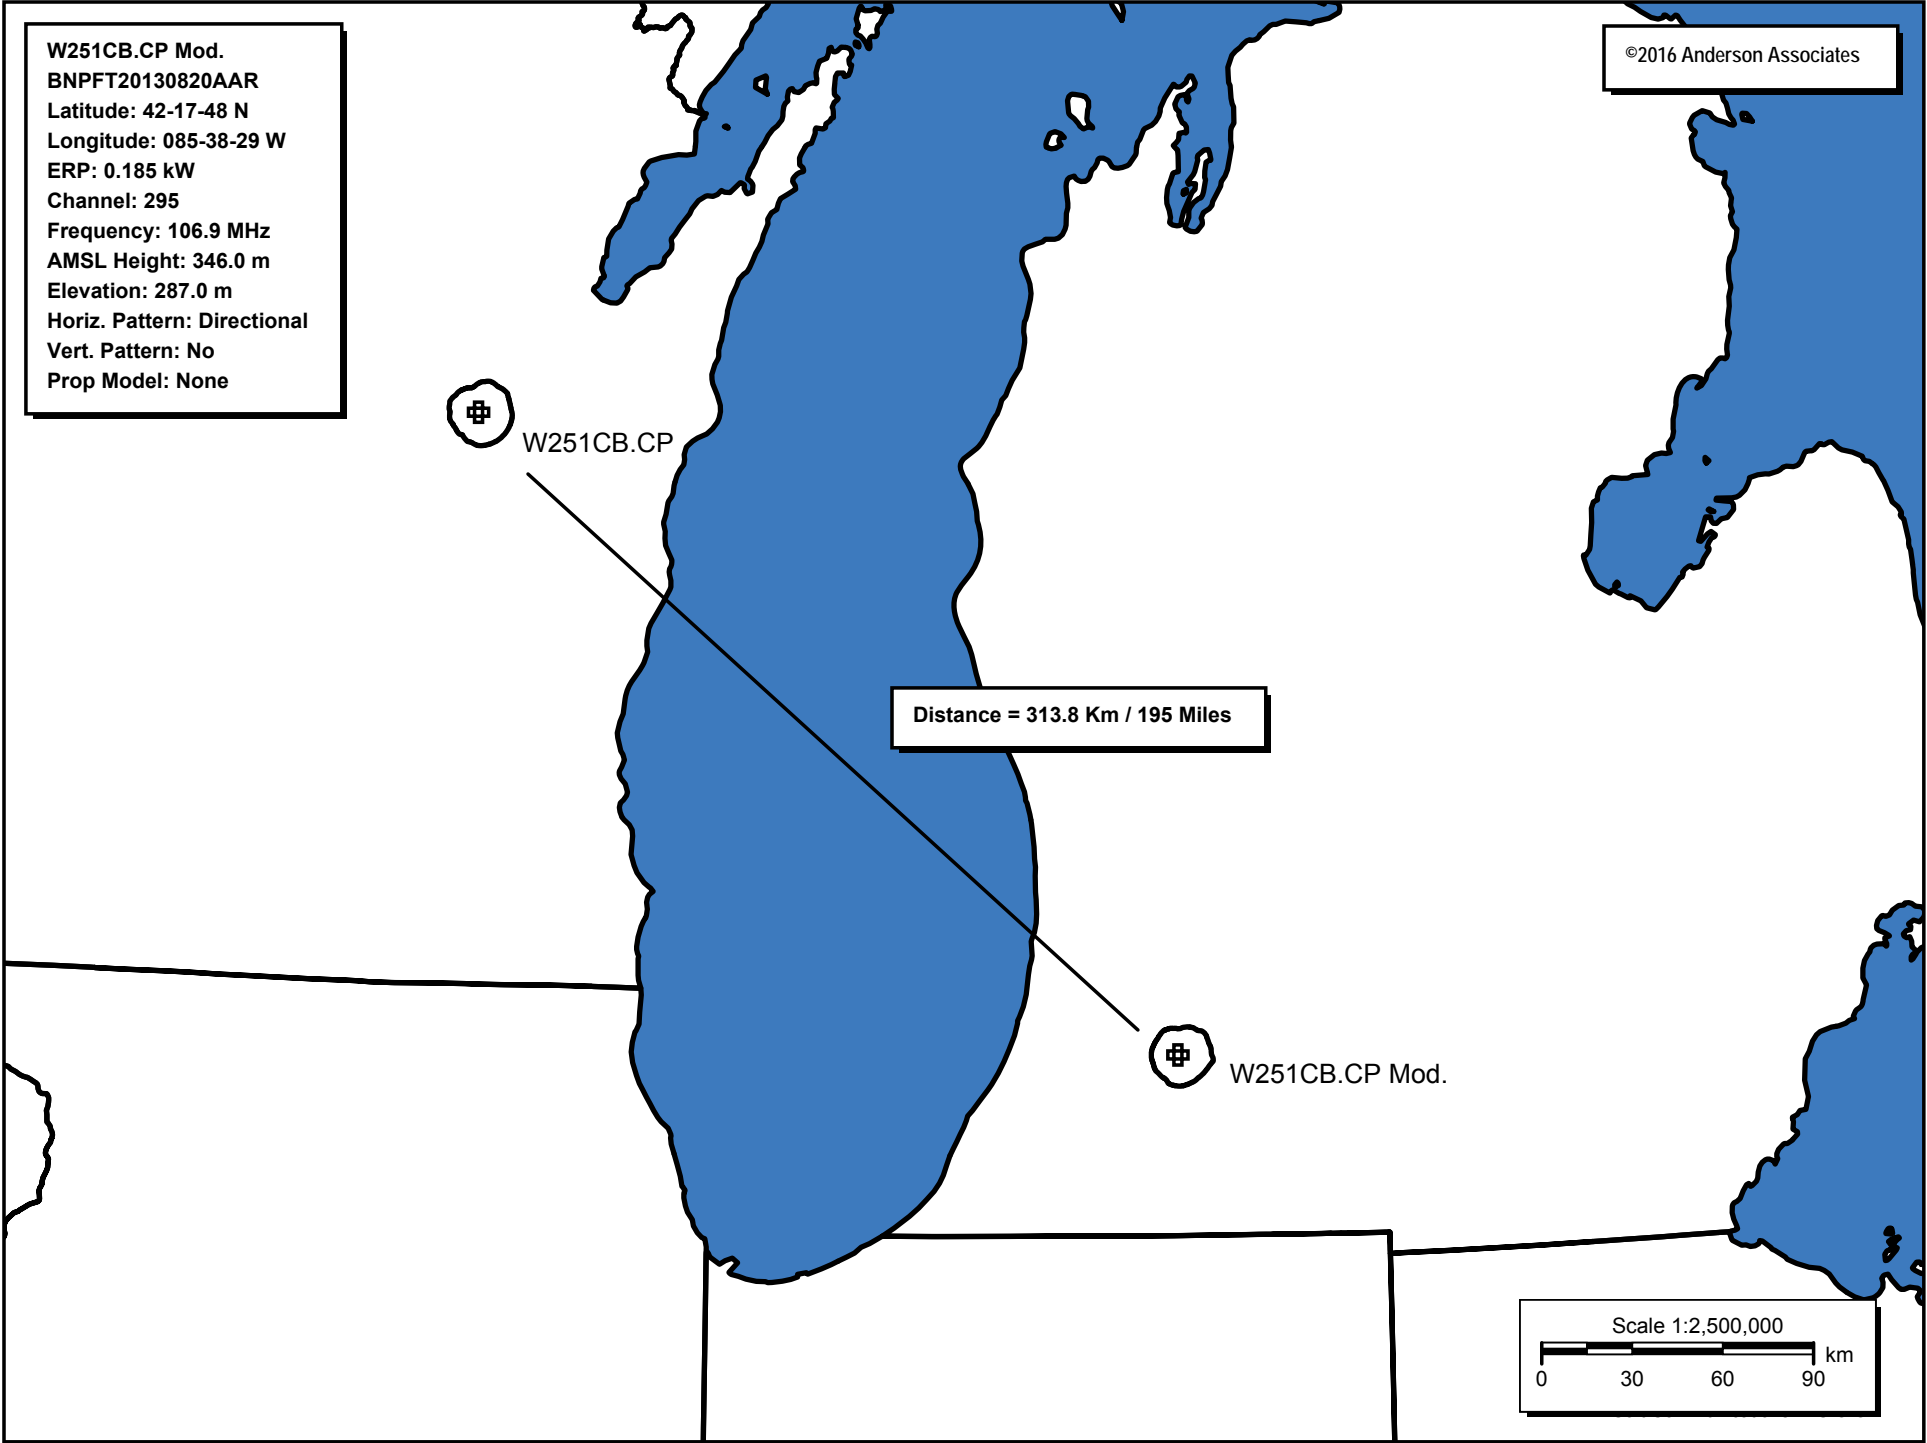 W251CB.CP Mod.
BNPFT20130820AAR
Latitude: 42-17-48 N
Longitude: 085-38-29 W
ERP: 0.185 kW
Channel: 295
Frequency: 106.9 MHz
AMSL Height: 346.0 m
Elevation: 287.0 m
Horiz. Pattern: Directional
Vert. Pattern: No
Prop Model: None
©2016 Anderson Associates
W251CB.CP
Distance = 313.8 Km / 195 Miles
W251CB.CP Mod.
Scale 1:2,500,000
km
0 30 60 90